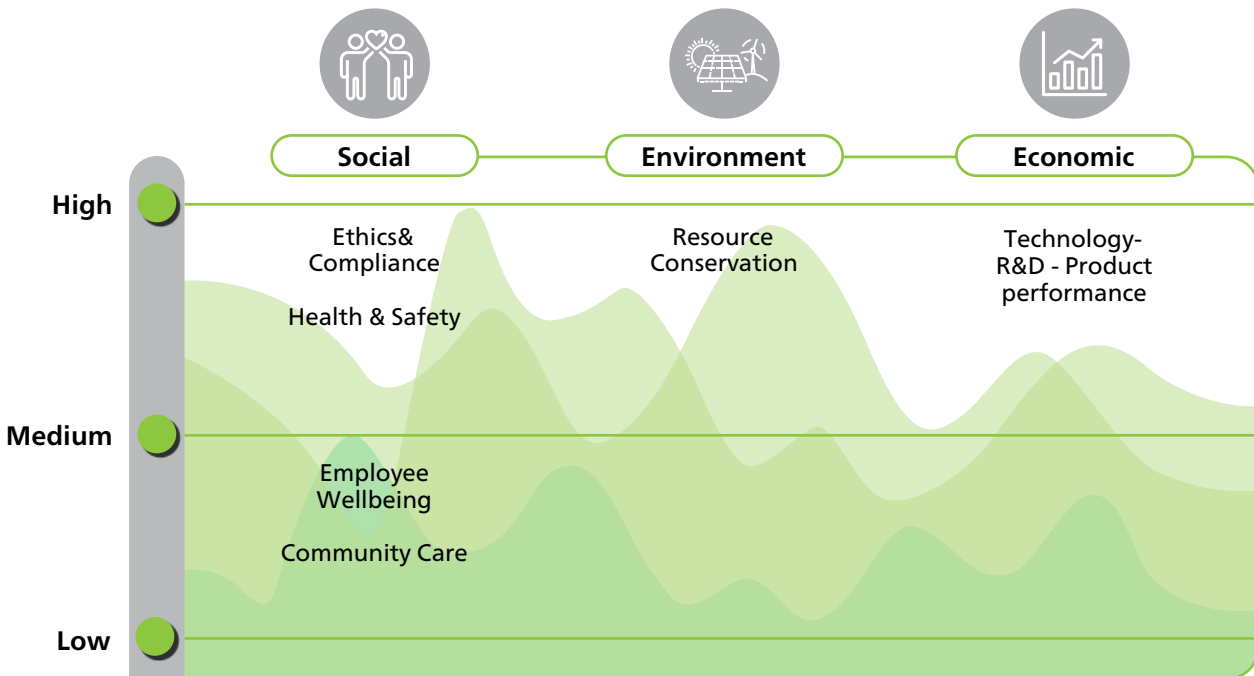 Social
Environment
Economic
High
Ethics&
Compliance
Health & Safety
Resource
Conservation
Technology-
R&D - Product
performance
Medium
Employee
Wellbeing
Community Care
Low